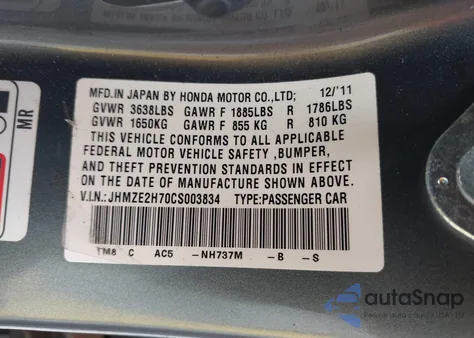 MFD.IN JAPAN BY HONDA MOTOR CO.,LTD; 12/'11
GVWR 3638LBS GAWR F 1885LBS R 1786LBS
GVWR 1650KG GAWR F 855 KG R 810 KG
THIS VEHICLE CONFORMS TO ALL APPLICABLE
FEDERAL MOTOR VEHICLE SAFETY ,BUMPER,
AND THEFT PREVENTION STANDARDS IN EFFECT
ON THE DATE OF MANUFACTURE SHOWN ABOVE.
V.I.N.:JHMZE2H70CS003834 TYPE:PASSENGER CAR
TM8 C AC5 -NH737M -B -S
MR
autoSnap